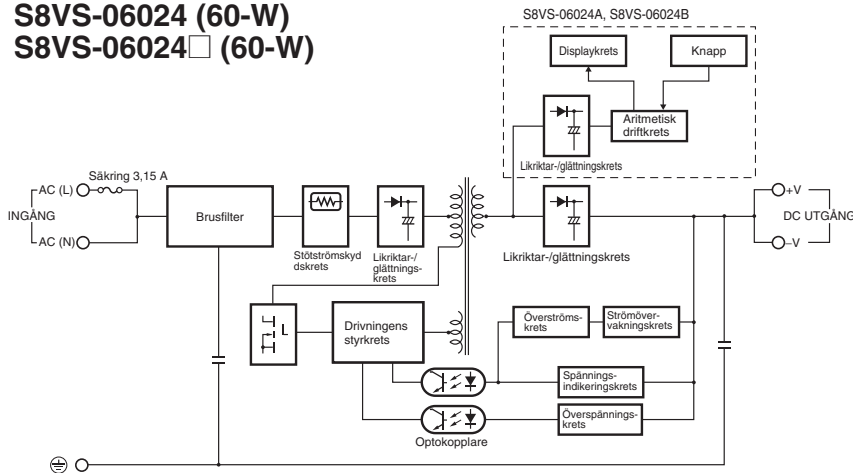 S8VS-06024 (60-W)
S8VS-06024□ (60-W)
S8VS-06024A, S8VS-06024B
Displaykrets
Knapp
Aritmetisk
driftkrets
Likriktar-/glättningskrets
Säkring 3,15 A
AC (L)
INGÅNG
AC (N)
Brusfilter
Stötströmskyd
dskrets
Likriktar-/
glättnings-
krets
Likriktar-/glättningskrets
+V
DC UTGÅNG
–V
L
Drivningens
styrkrets
Överströms-
krets
Strömöver-
vakningskrets
Spännings-
indikeringskrets
Överspännings-
krets
Optokopplare